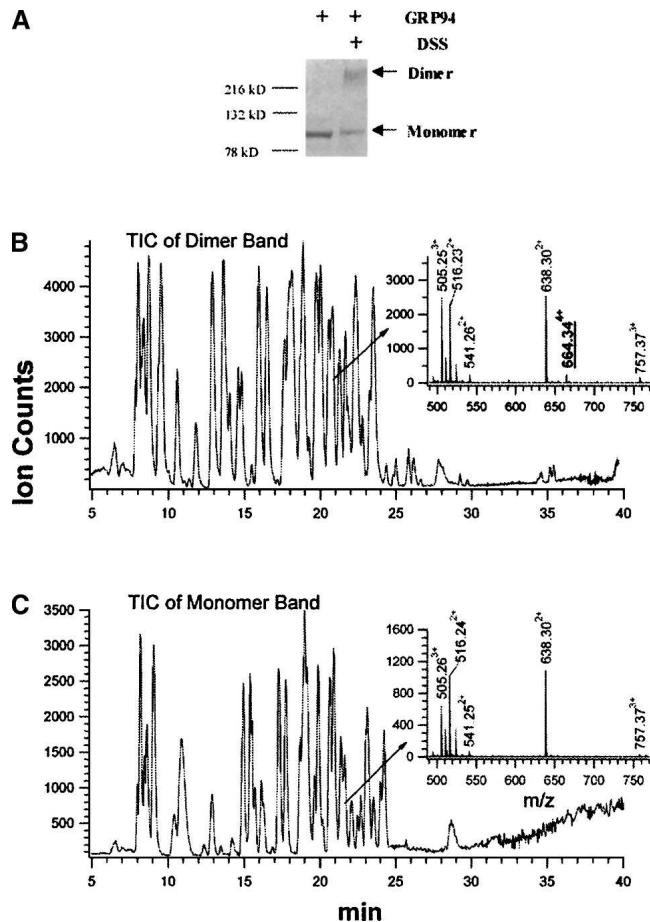 A
+ + GRP94
+ DSS
Dimer
216 kD
132 kD
Monomer
78 kD
B
TIC of Dimer Band
4000
3000
2000
1000
505.25 3+
516.23 2+
541.26 2+
638.30 2+
664.34 4+
757.37 3+
3000
2000
1000
0
500 550 600 650 700 750
5 10 15 20 25 30 35 40
Ion Counts
C
TIC of Monomer Band
3500
3000
2500
2000
1500
1000
500
505.26 3+
516.24 2+
541.25 2+
638.30 2+
757.37 3+
1600
1200
800
400
0
500 550 600 650 700 750
m/z
5 10 15 20 25 30 35 40
min